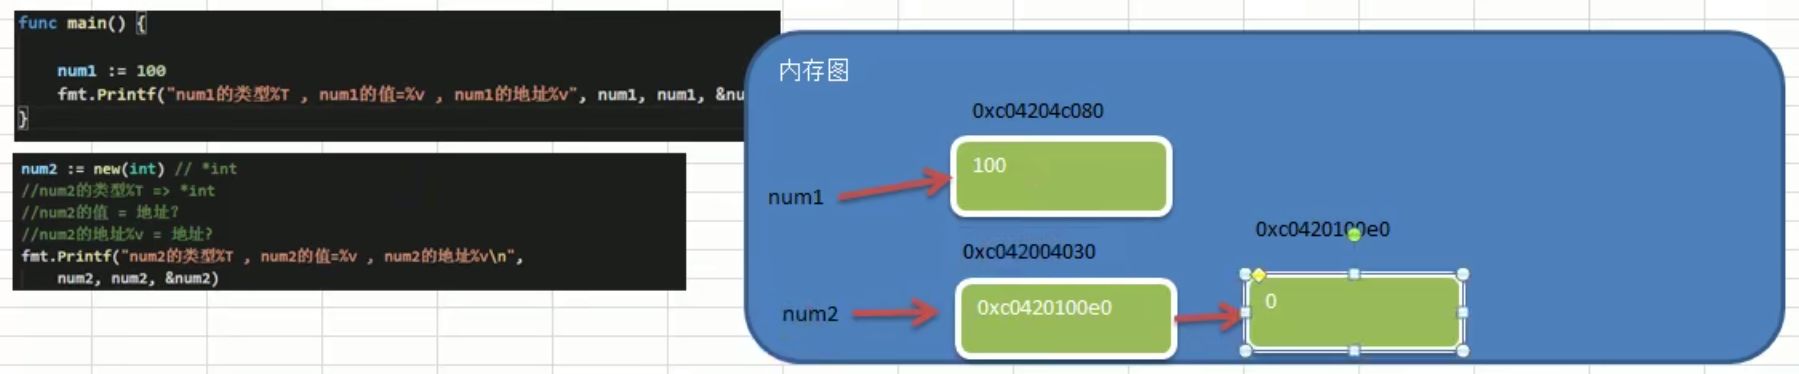 func main() {
num1 := 100
fmt.Printf("num1的类型%T , num1的值=%v , num1的地址%v", num1, num1, &nu
}
num2 := new(int) // *int
//num2的类型%T => *int
//num2的值 = 地址?
//num2的地址%v = 地址?
fmt.Printf("num2的类型%T , num2的值=%v , num2的地址%v\n",
num2, num2, &num2)
内存图
0xc04204c080
100
num1
0xc042004030
0xc0420100e0
num2
0xc0420100e0
0